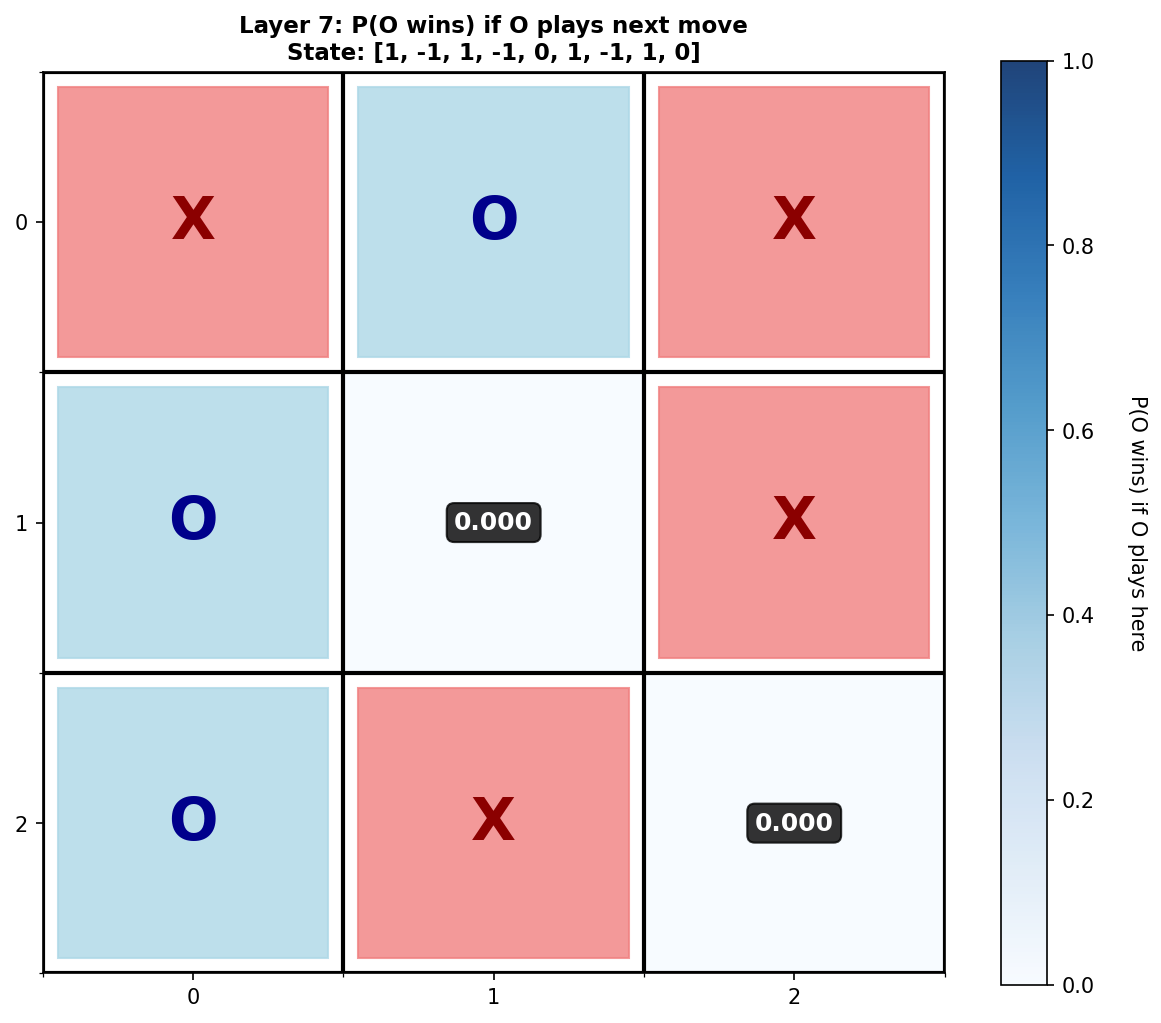 Layer 7: P(O wins) if O plays next move
State: [1, -1, 1, -1, 0, 1, -1, 1, 0]
1.0
0.8
0.6
0.4
0.2
0.0
P(O wins) if O plays here
0
X
O
X
1
O
0.000
X
2
O
X
0.000
0
1
2